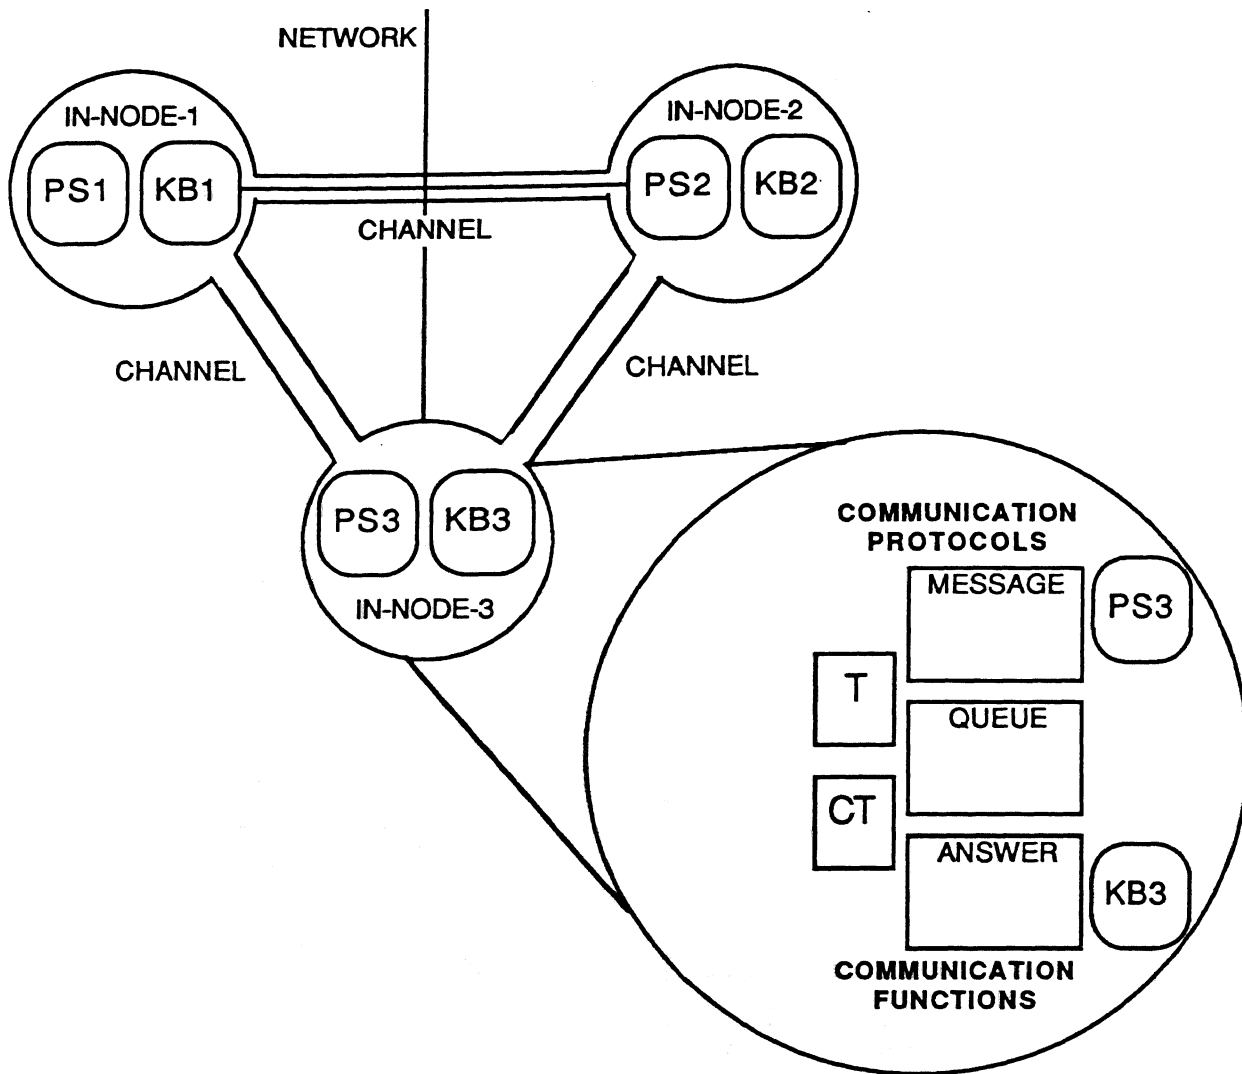 NETWORK
IN-NODE-1
IN-NODE-2
PS1
KB1
PS2
KB2
CHANNEL
CHANNEL
CHANNEL
PS3
KB3
IN-NODE-3
COMMUNICATION
PROTOCOLS
MESSAGE
PS3
T
QUEUE
CT
ANSWER
KB3
COMMUNICATION
FUNCTIONS